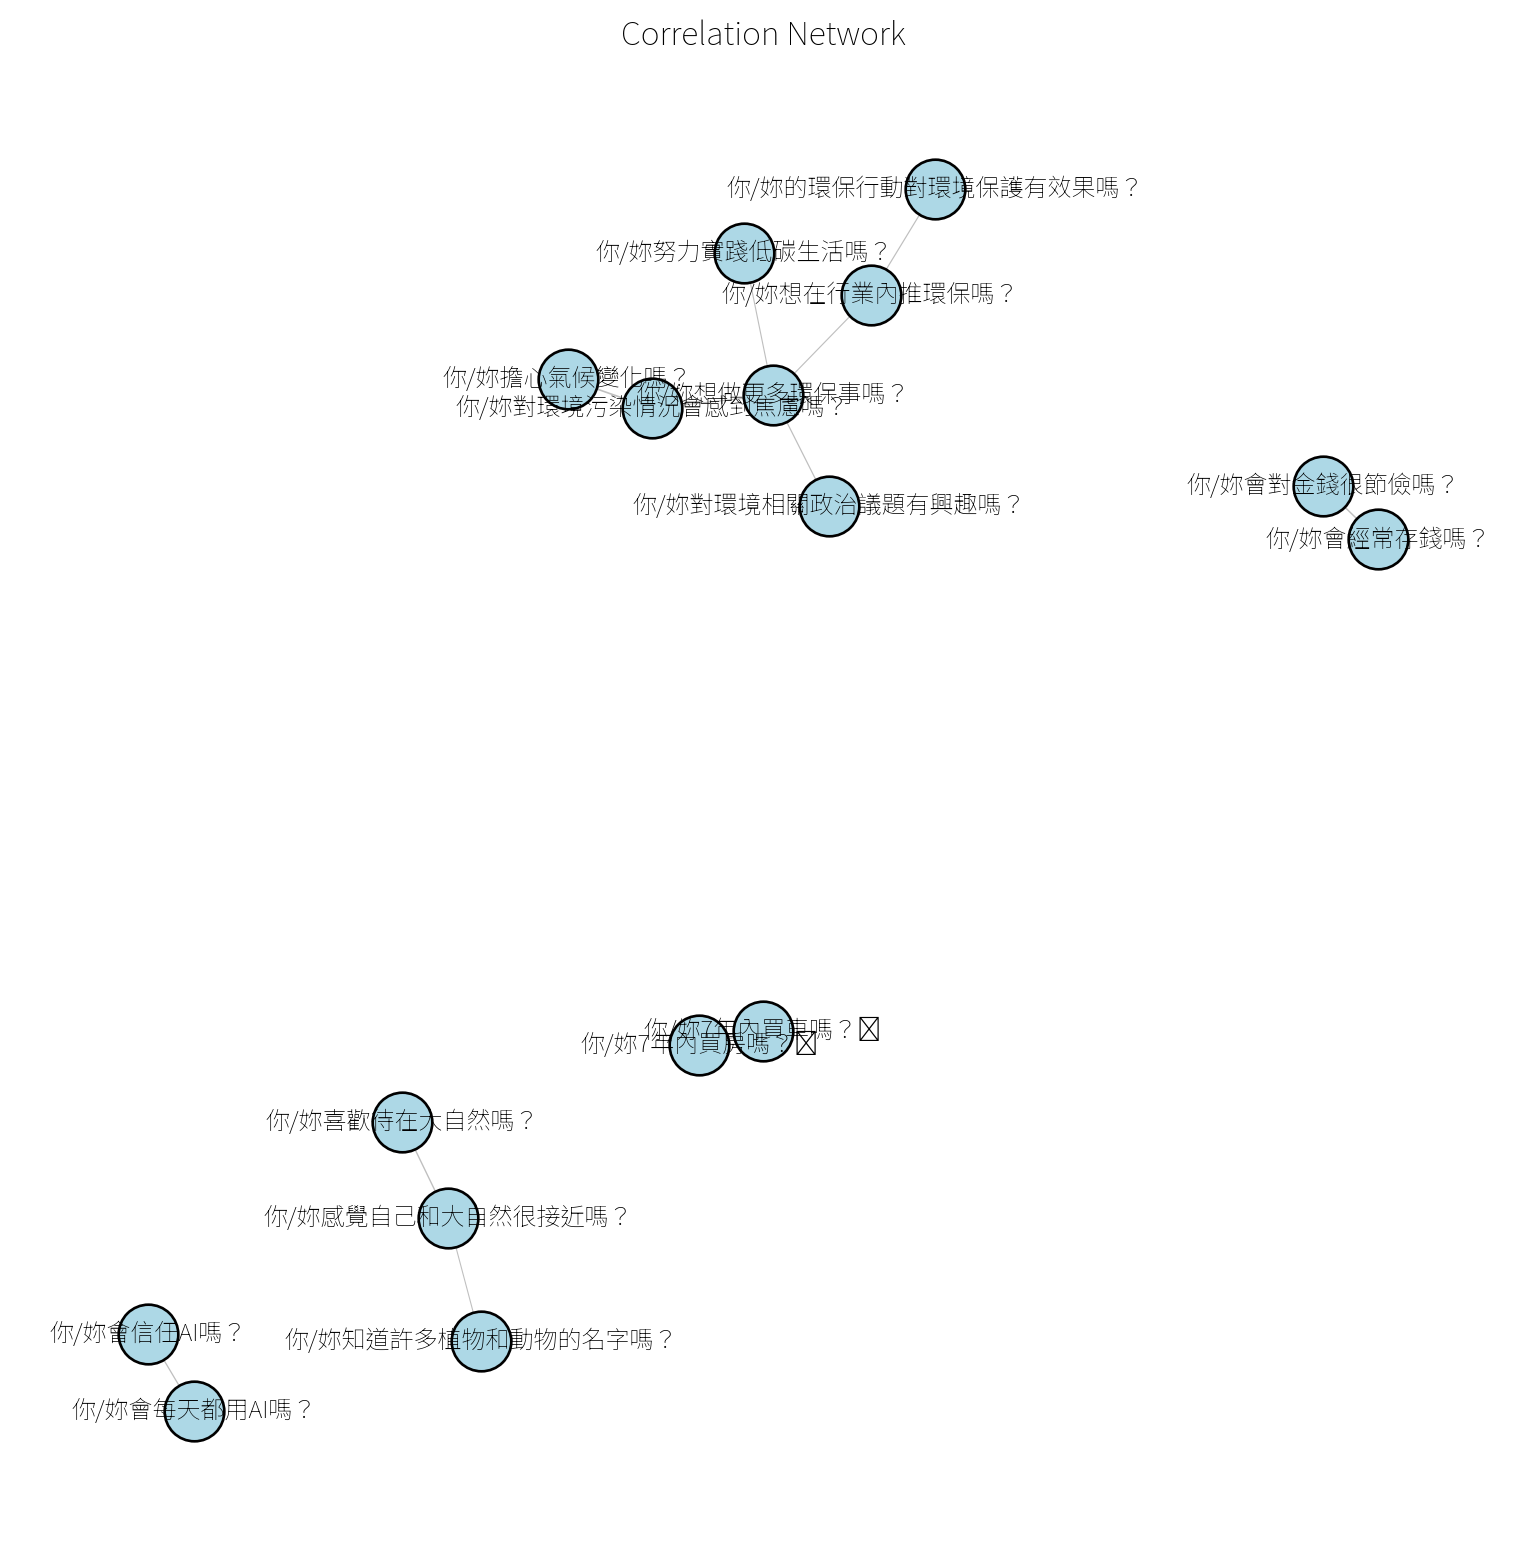 Correlation Network
你/妳的環保行動對環境保護有效果嗎？
你/妳努力實踐低碳生活嗎？
你/妳想在行業內推環保嗎？
你/妳擔心氣候變化嗎？
你/妳想做更多環保事嗎？
你/妳對環境污染情況會感到焦慮嗎？
你/妳會對金錢很節儉嗎？
你/妳對環境相關政治議題有興趣嗎？
你/妳會經常存錢嗎？
你/妳7年內買車嗎？
你/妳7年內買房嗎？
你/妳喜歡待在大自然嗎？
你/妳感覺自己和大自然很接近嗎？
你/妳會信任AI嗎？
你/妳知道許多植物和動物的名字嗎？
你/妳會每天都用AI嗎？